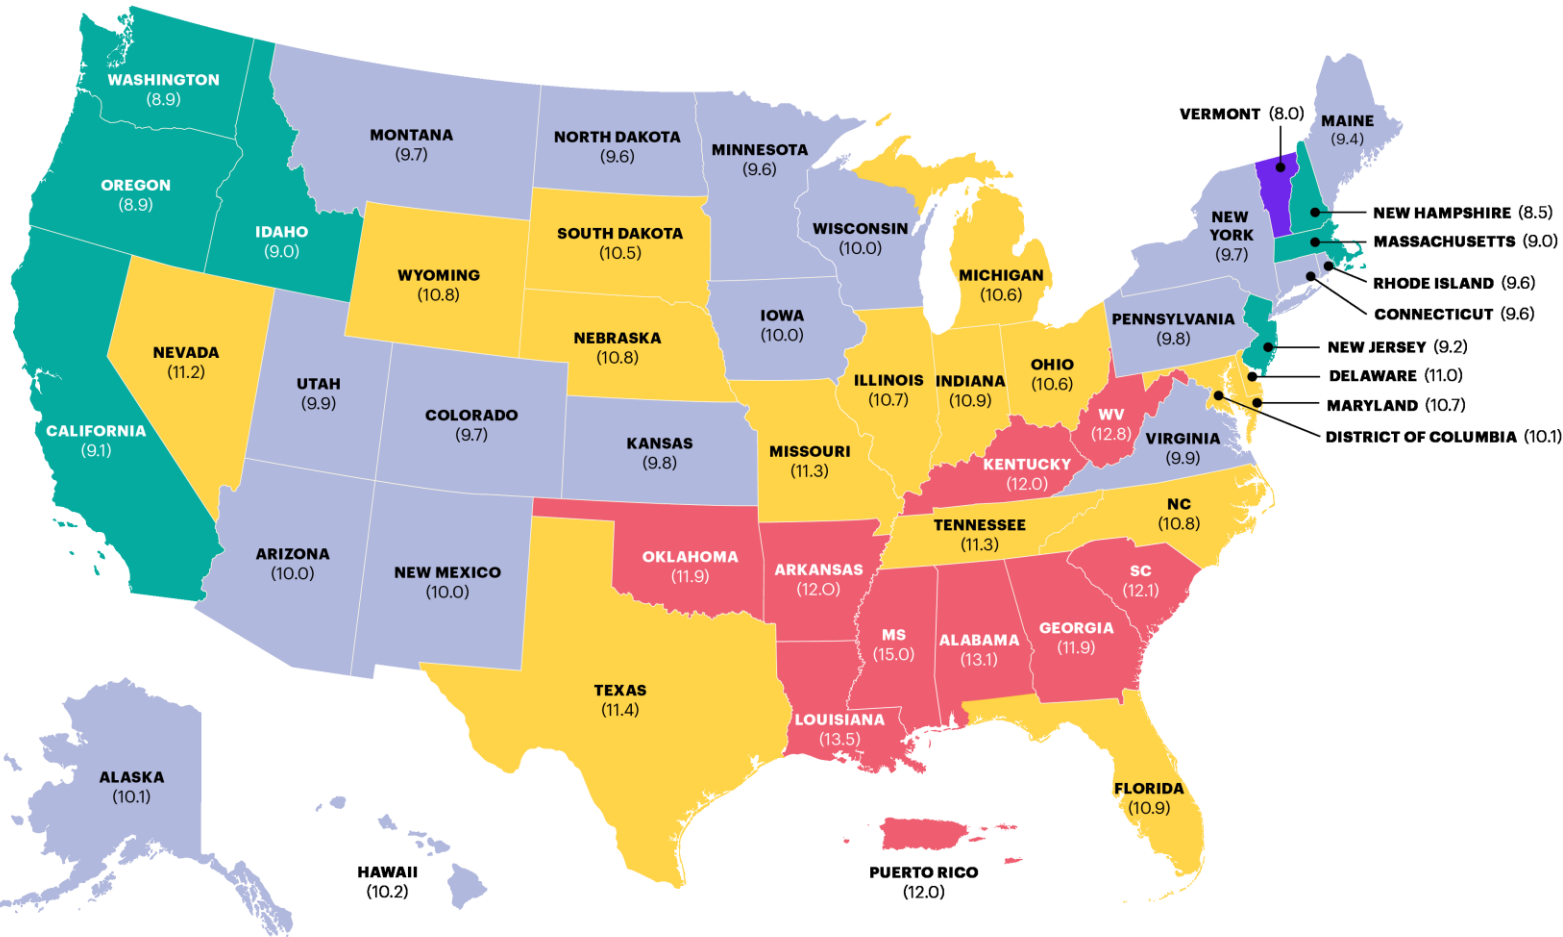 WASHINGTON
(8.9)
OREGON
(8.9)
IDAHO
(9.0)
CALIFORNIA
(9.1)
NEVADA
(11.2)
MONTANA
(9.7)
WYOMING
(10.8)
UTAH
(9.9)
COLORADO
(9.7)
ARIZONA
(10.0)
NEW MEXICO
(10.0)
NORTH DAKOTA
(9.6)
SOUTH DAKOTA
(10.5)
NEBRASKA
(10.8)
KANSAS
(9.8)
OKLAHOMA
(11.9)
TEXAS
(11.4)
MINNESOTA
(9.6)
IOWA
(10.0)
MISSOURI
(11.3)
ARKANSAS
(12.0)
LOUISIANA
(13.5)
WISCONSIN
(10.0)
ILLINOIS
(10.7)
MICHIGAN
(10.6)
INDIANA
(10.9)
OHIO
(10.6)
KENTUCKY
(12.0)
TENNESSEE
(11.3)
MS
(15.0)
ALABAMA
(13.1)
GEORGIA
(11.9)
FLORIDA
(10.9)
SC
(12.1)
NC
(10.8)
VIRGINIA
(9.9)
WV
(12.8)
PENNSYLVANIA
(9.8)
NEW
YORK
(9.7)
VERMONT (8.0)
MAINE
(9.4)
NEW HAMPSHIRE (8.5)
MASSACHUSETTS (9.0)
RHODE ISLAND (9.6)
CONNECTICUT (9.6)
NEW JERSEY (9.2)
DELAWARE (11.0)
MARYLAND (10.7)
DISTRICT OF COLUMBIA (10.1)
ALASKA
(10.1)
HAWAII
(10.2)
PUERTO RICO
(12.0)